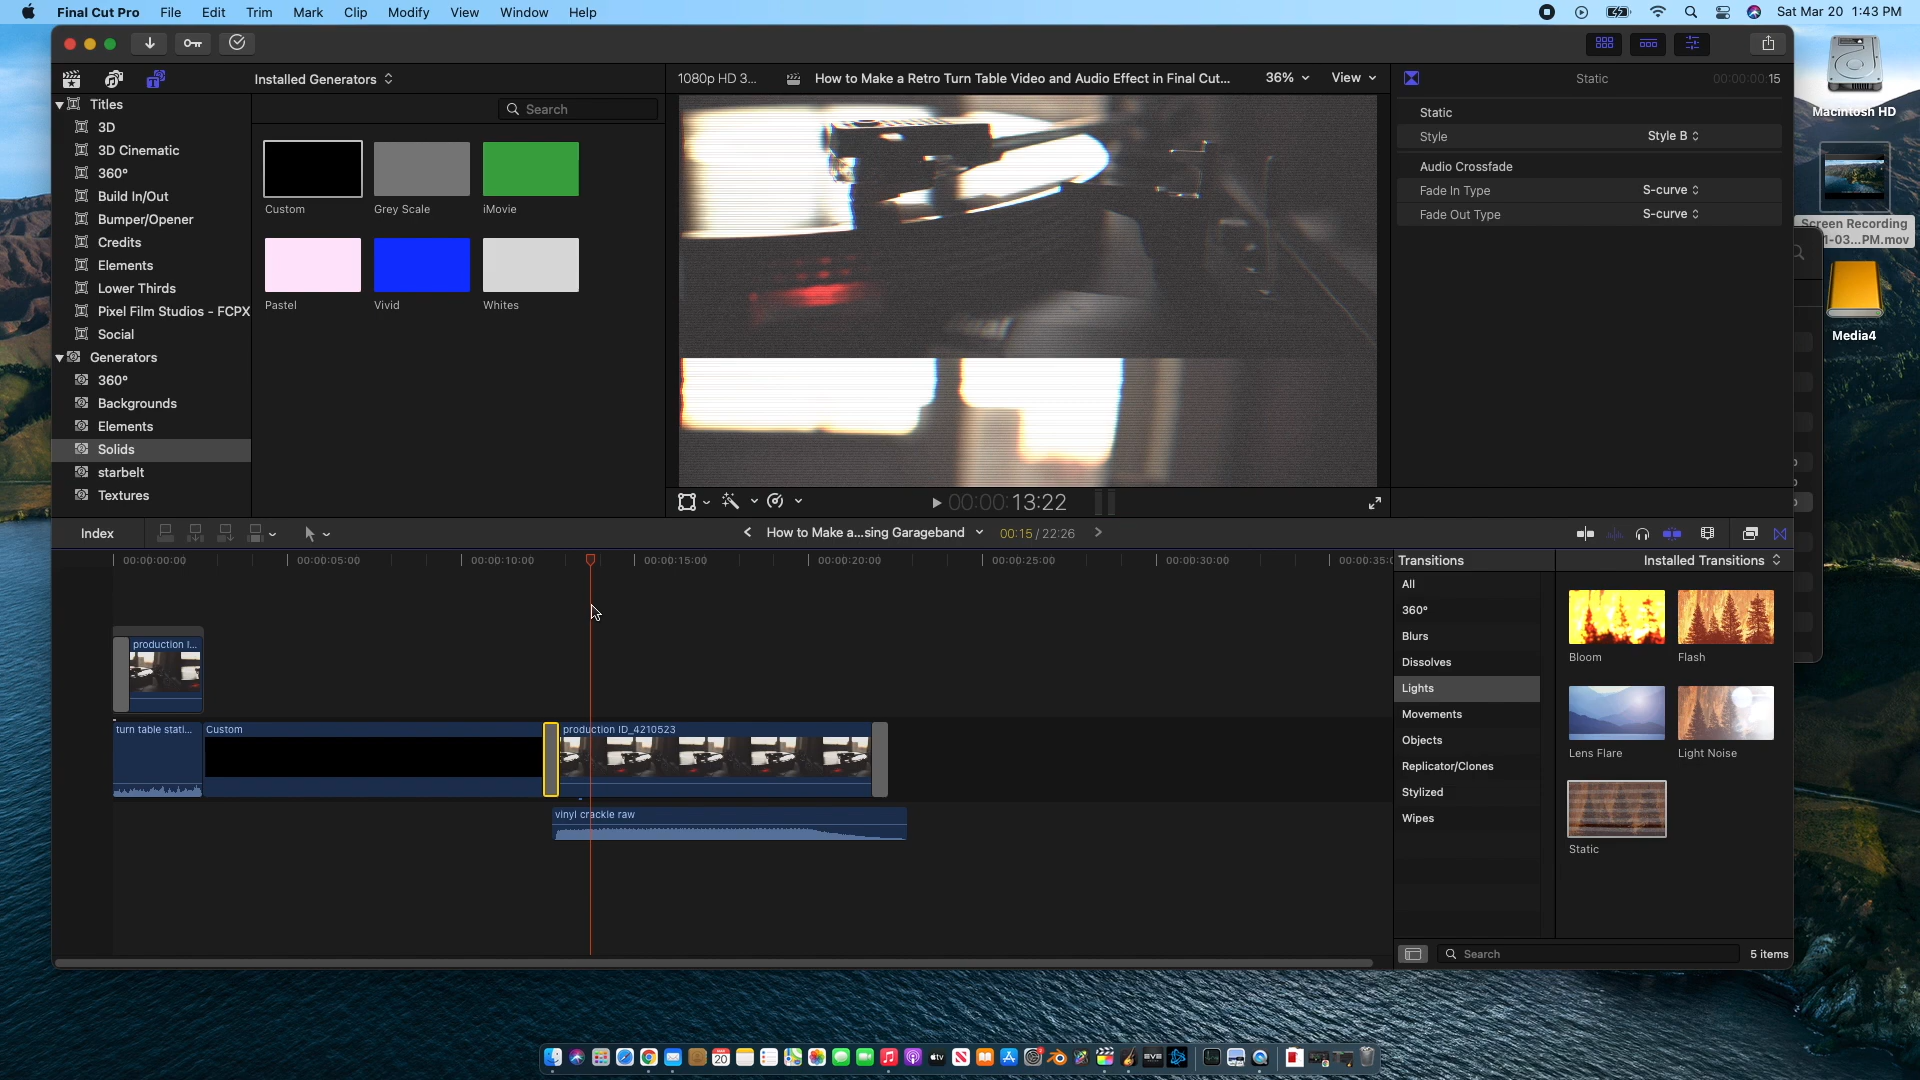 Final Cut Pro File Edit Trim Mark Clip Modify View Window Help Sat Mar 20 1:43 PM
Installed Generators 1080p HD 3... How to Make a Retro Turn Table Video and Audio Effect in Final Cut... 36% View Static 00:00:00:15
Titles
3D
3D Cinematic
360°
Build In/Out
Bumper/Opener
Credits
Elements
Lower Thirds
Pixel Film Studios - FCPX
Social
Generators
360°
Backgrounds
Elements
Solids
starbelt
Textures
Search
Custom Grey Scale iMovie
Pastel Vivid Whites
Static
Style Style B
Audio Crossfade
Fade In Type S-curve
Fade Out Type S-curve
Macintosh HD
Screen Recording
1-03...PM.mov
Media4
00:00:00:13:22
Index How to Make a...sing Garageband 00:15 / 22:26
00:00:00:00 00:00:05:00 00:00:10:00 00:00:15:00 00:00:20:00 00:00:25:00 00:00:30:00 00:00:35:0
production I...
turn table stati... Custom production ID_4210523
vinyl crackle raw
Transitions Installed Transitions
All
360°
Blurs
Dissolves
Lights
Movements
Objects
Replicator/Clones
Stylized
Wipes
Bloom Flash
Lens Flare Light Noise
Static
Search 5 items
20
tv
EVE